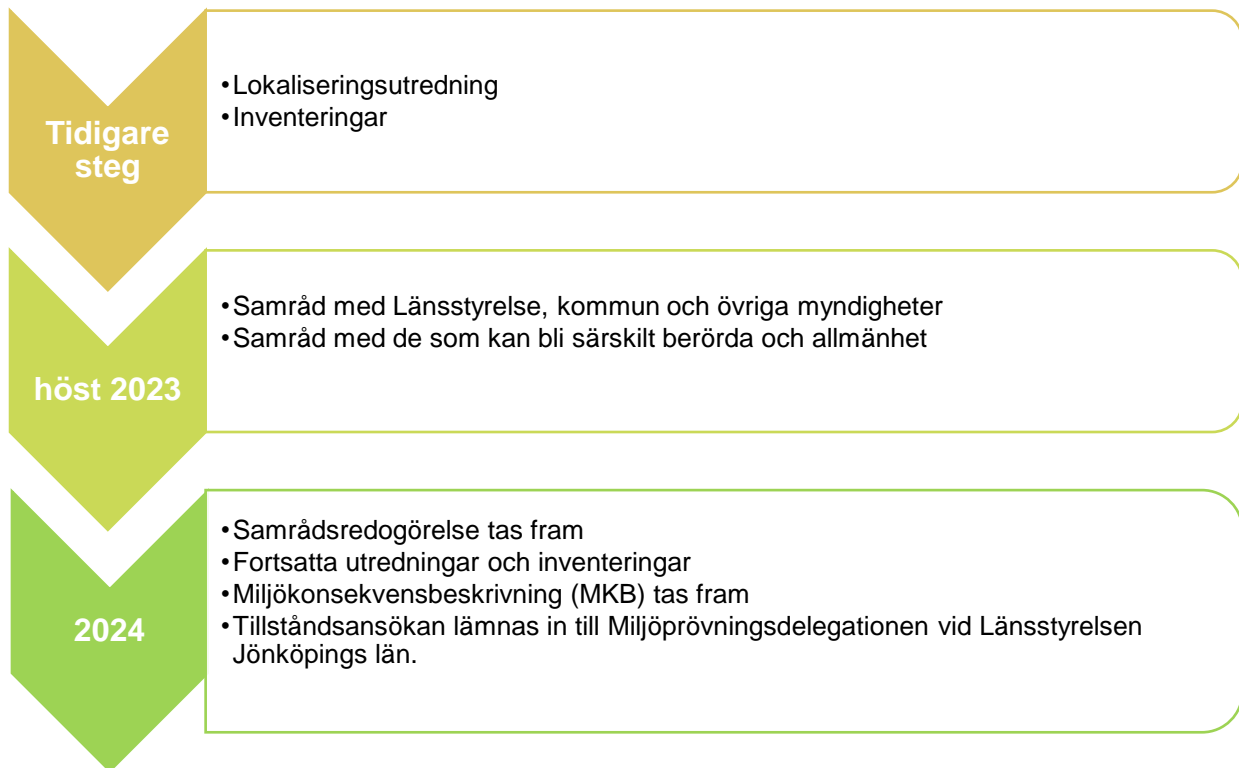 Tidigare
steg
•Lokaliseringsutredning
•Inventeringar
höst 2023
•Samråd med Länsstyrelse, kommun och övriga myndigheter
•Samråd med de som kan bli särskilt berörda och allmänhet
2024
•Samrådsredogörelse tas fram
•Fortsatta utredningar och inventeringar
•Miljökonsekvensbeskrivning (MKB) tas fram
•Tillståndsansökan lämnas in till Miljöprövningsdelegationen vid Länsstyrelsen
Jönköpings län.